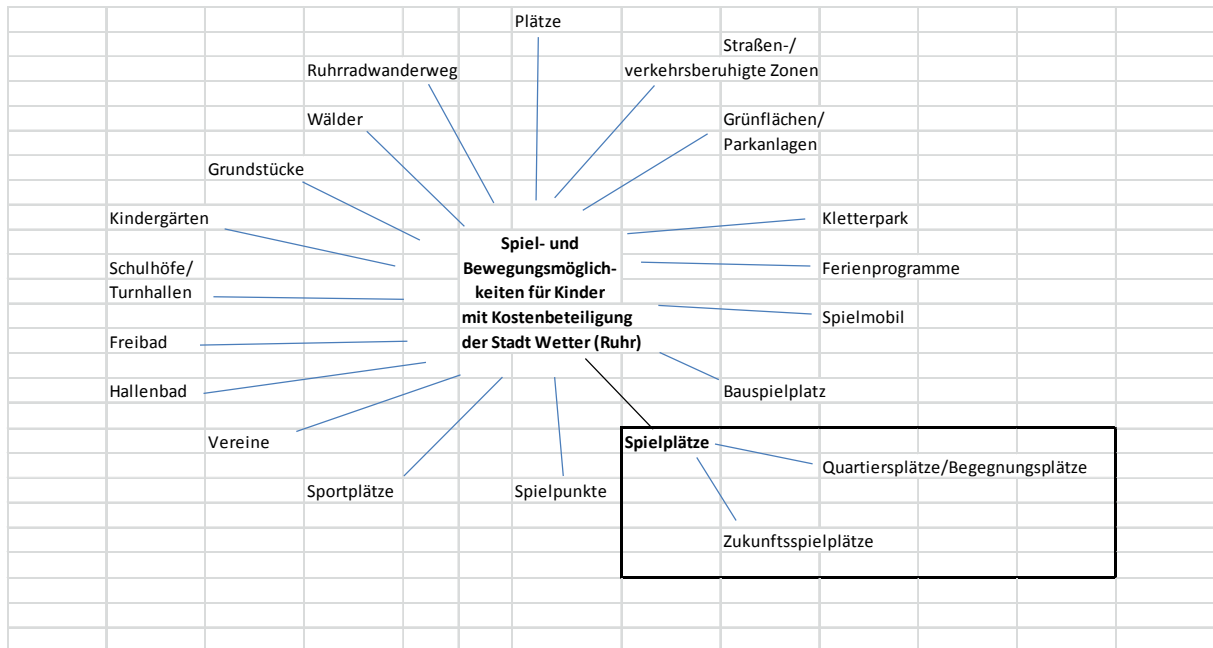 Plätze
Straßen-/
verkehrsberuhigte Zonen
Ruhrradwanderweg
Wälder
Grünflächen/
Parkanlagen
Grundstücke
Kindergärten
Kletterpark
Spiel- und
Bewegungsmöglich-
keiten für Kinder
mit Kostenbeteiligung
der Stadt Wetter (Ruhr)
Schulhöfe/
Turnhallen
Ferienprogramme
Spielmobil
Freibad
Hallenbad
Bauspielplatz
Vereine
Spielplätze
Quartiersplätze/Begegnungsplätze
Sportplätze
Spielpunkte
Zukunftsspielplätze